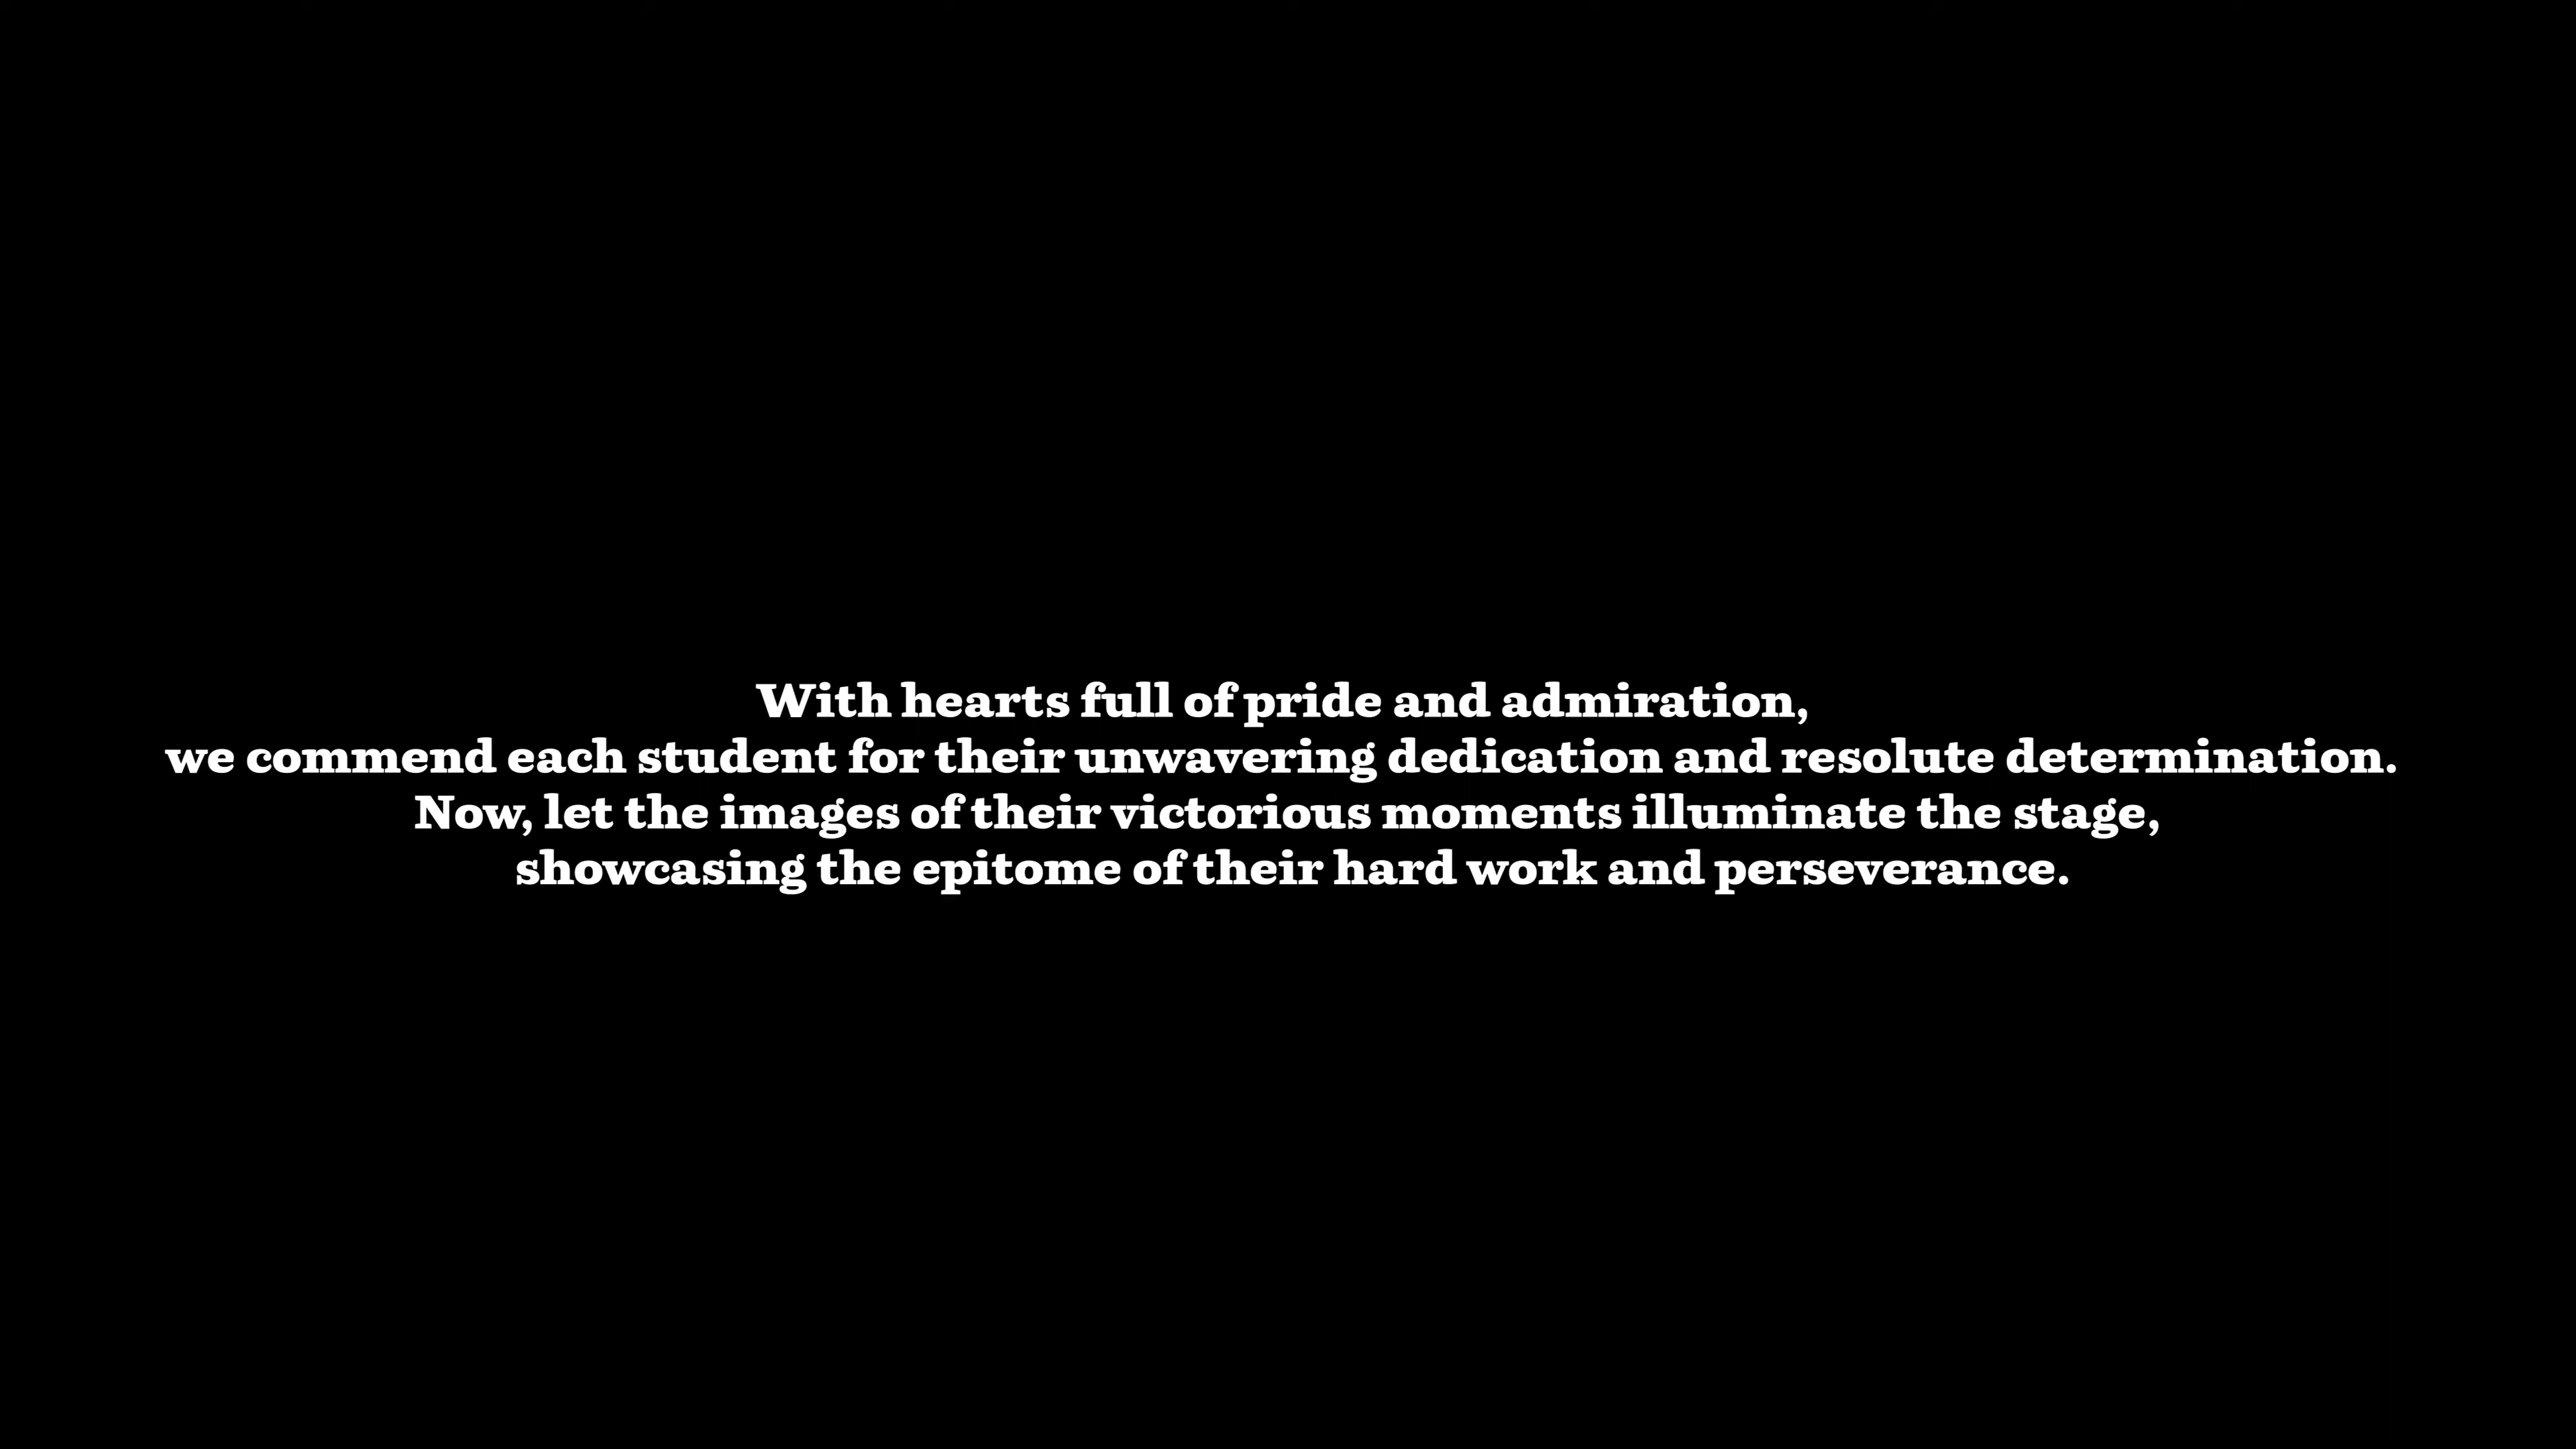 With hearts full of pride and admiration,
we commend each student for their unwavering dedication and resolute determination.
Now, let the images of their victorious moments illuminate the stage,
showcasing the epitome of their hard work and perseverance.